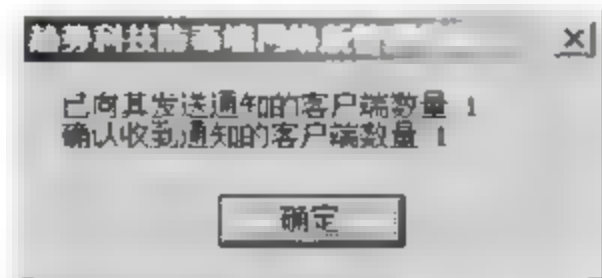 趋势科技防毒墙网络版管理
已向其发送通知的客户端数量 1
确认收到通知的客户端数量 1
确定